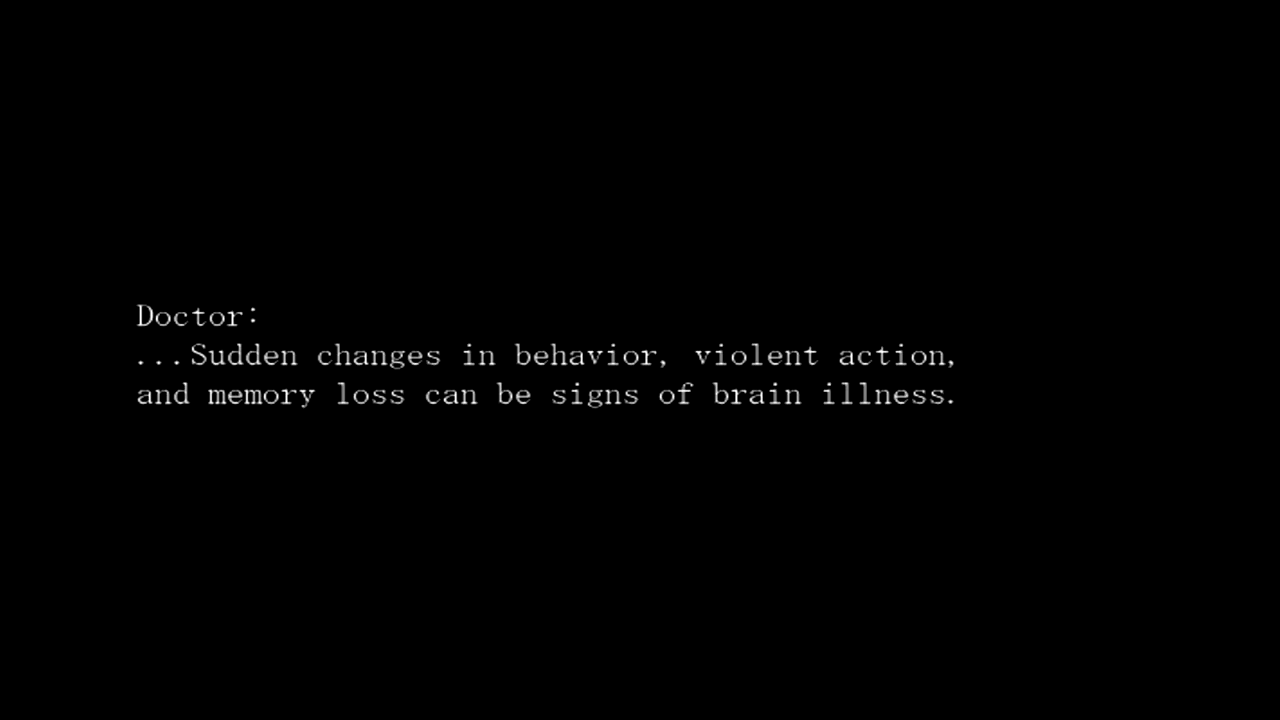 Doctor:
...Sudden changes in behavior, violent action,
and memory loss can be signs of brain illness.